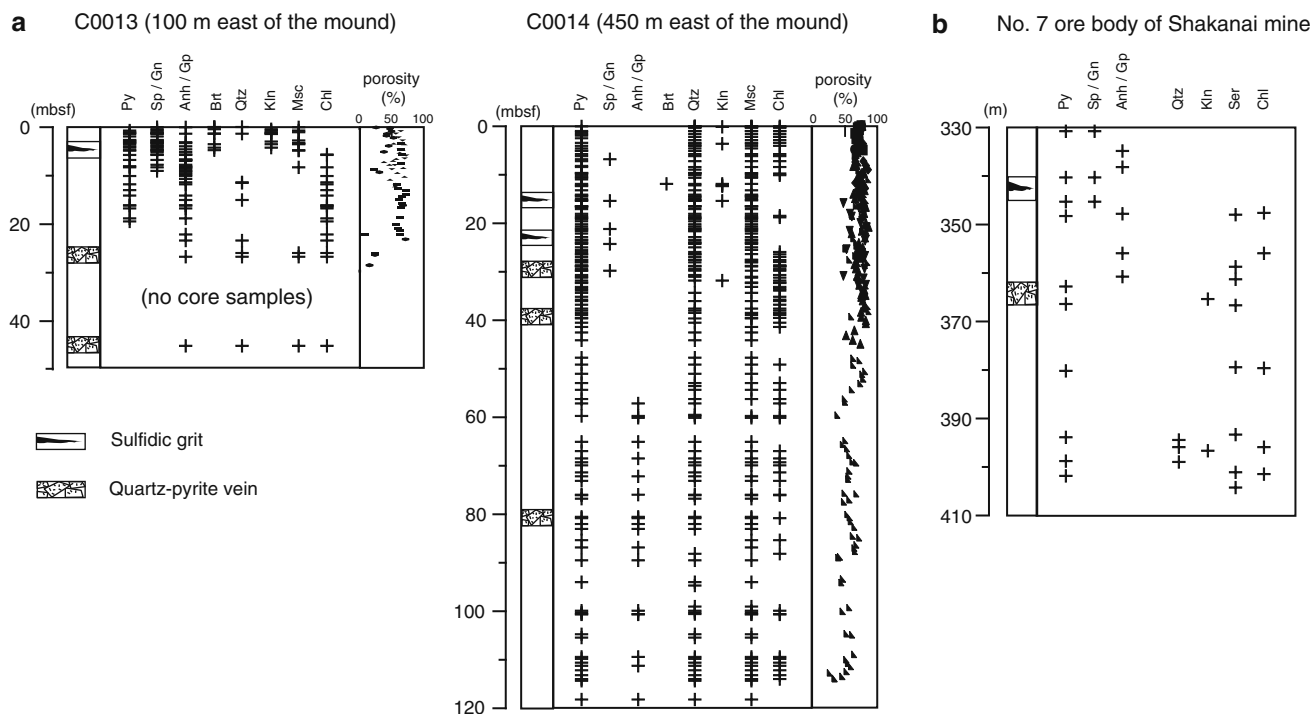 a C0013 (100 m east of the mound)
(mbsf) Py Sp / Gn Anh / Gp Brt Qtz Kln Msc Chl
porosity
(%)
0 50 100
0
20
40
(no core samples)
Sulfidic grit
Quartz-pyrite vein
C0014 (450 m east of the mound)
(mbsf) Py Sp / Gn Anh / Gp Brt Qtz Kln Msc Chl
porosity
(%)
0 50 100
0
20
40
60
80
100
120
b No. 7 ore body of Shakanai mine
(m) Py Sp / Gn Anh / Gp Qtz Kln Ser Chl
330
350
370
390
410